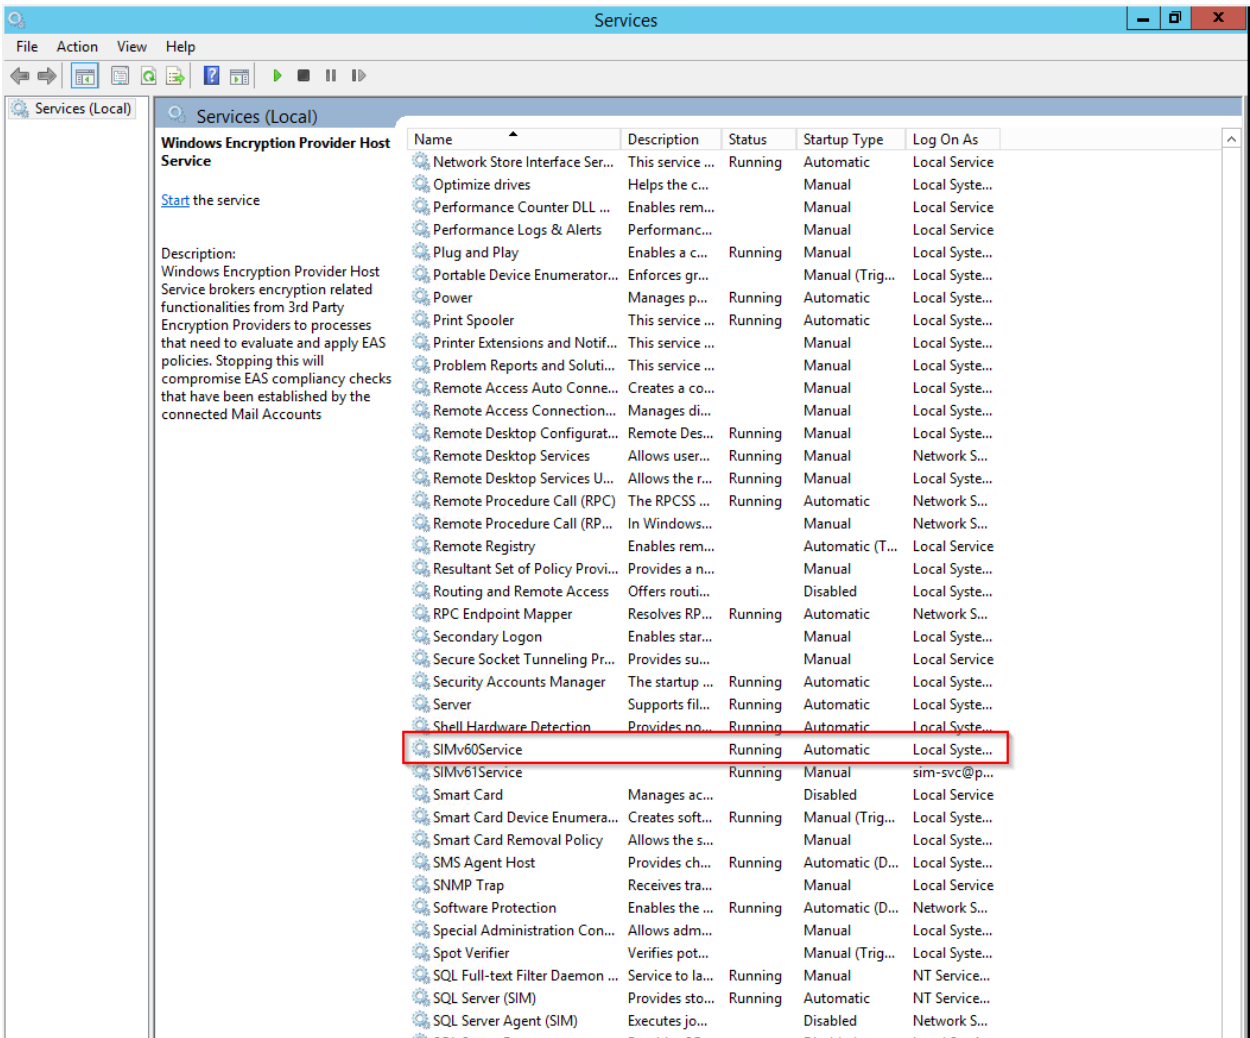 Services
File Action View Help
Services (Local)
Services (Local)
Windows Encryption Provider Host
Service
Start the service
Description:
Windows Encryption Provider Host
Service brokers encryption related
functionalities from 3rd Party
Encryption Providers to processes
that need to evaluate and apply EAS
policies. Stopping this will
compromise EAS compliancy checks
that have been established by the
connected Mail Accounts
Name Description Status Startup Type Log On As
Network Store Interface Ser... This service ... Running Automatic Local Service
Optimize drives Helps the c... Manual Local Syste...
Performance Counter DLL ... Enables rem... Manual Local Service
Performance Logs & Alerts Performanc... Manual Local Service
Plug and Play Enables a c... Running Manual Local Syste...
Portable Device Enumerator... Enforces gr... Manual (Trig... Local Syste...
Power Manages p... Running Automatic Local Syste...
Print Spooler This service ... Running Automatic Local Syste...
Printer Extensions and Notif... This service ... Manual Local Syste...
Problem Reports and Soluti... This service ... Manual Local Syste...
Remote Access Auto Conne... Creates a co... Manual Local Syste...
Remote Access Connection... Manages di... Manual Local Syste...
Remote Desktop Configurat... Remote Des... Running Manual Local Syste...
Remote Desktop Services Allows user... Running Manual Network S...
Remote Desktop Services U... Allows the r... Running Manual Local Syste...
Remote Procedure Call (RPC) The RPCSS ... Running Automatic Network S...
Remote Procedure Call (RP... In Windows... Manual Network S...
Remote Registry Enables rem... Automatic (T... Local Service
Resultant Set of Policy Provi... Provides a n... Manual Local Syste...
Routing and Remote Access Offers routi... Disabled Local Syste...
RPC Endpoint Mapper Resolves RP... Running Automatic Network S...
Secondary Logon Enables star... Manual Local Syste...
Secure Socket Tunneling Pr... Provides su... Manual Local Service
Security Accounts Manager The startup ... Running Automatic Local Syste...
Server Supports fil... Running Automatic Local Syste...
Shell Hardware Detection Provides no... Running Automatic Local Syste...
SIMv60Service Running Automatic Local Syste...
SIMv61Service Running Manual sim-svc@p...
Smart Card Manages ac... Disabled Local Service
Smart Card Device Enumera... Creates soft... Running Manual (Trig... Local Syste...
Smart Card Removal Policy Allows the s... Manual Local Syste...
SMS Agent Host Provides ch... Running Automatic (D... Local Syste...
SNMP Trap Receives tra... Manual Local Service
Software Protection Enables the ... Running Automatic (D... Network S...
Special Administration Con... Allows adm... Manual Local Syste...
Spot Verifier Verifies pot... Manual (Trig... Local Syste...
SQL Full-text Filter Daemon ... Service to la... Running Manual NT Service...
SQL Server (SIM) Provides sto... Running Automatic NT Service...
SQL Server Agent (SIM) Executes jo... Disabled Network S...